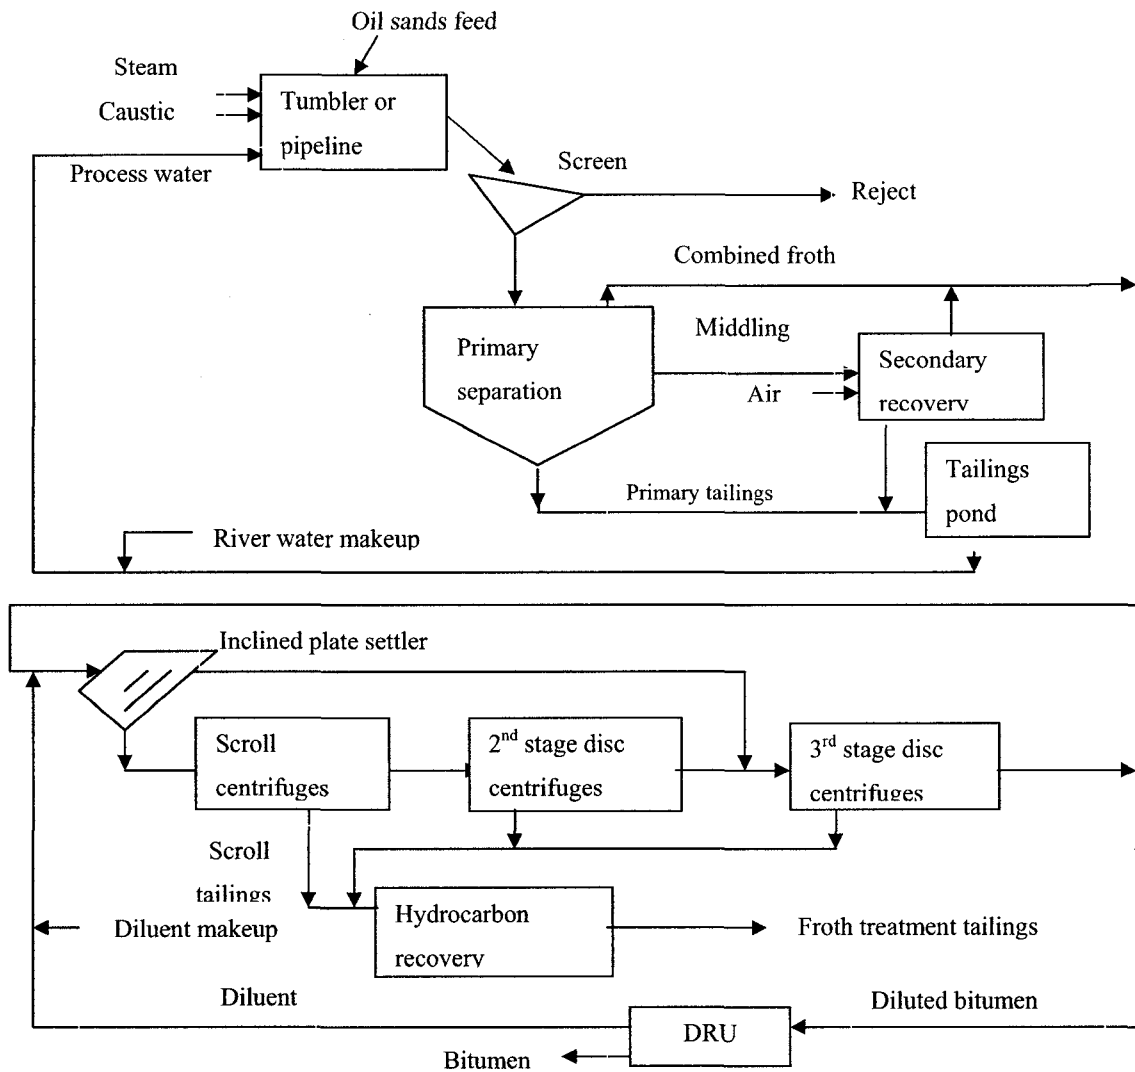 Oil sands feed
Steam
Caustic
Tumbler or
pipeline
Process water
Screen
Reject
Combined froth
Primary
separation
Middling
Air
Secondary
recovery
Primary tailings
Tailings
pond
River water makeup
Inclined plate settler
Scroll
centrifuges
2nd stage disc
centrifuges
3rd stage disc
centrifuges
Scroll
tailings
Diluent makeup
Hydrocarbon
recovery
Froth treatment tailings
Diluent
DRU
Diluted bitumen
Bitumen